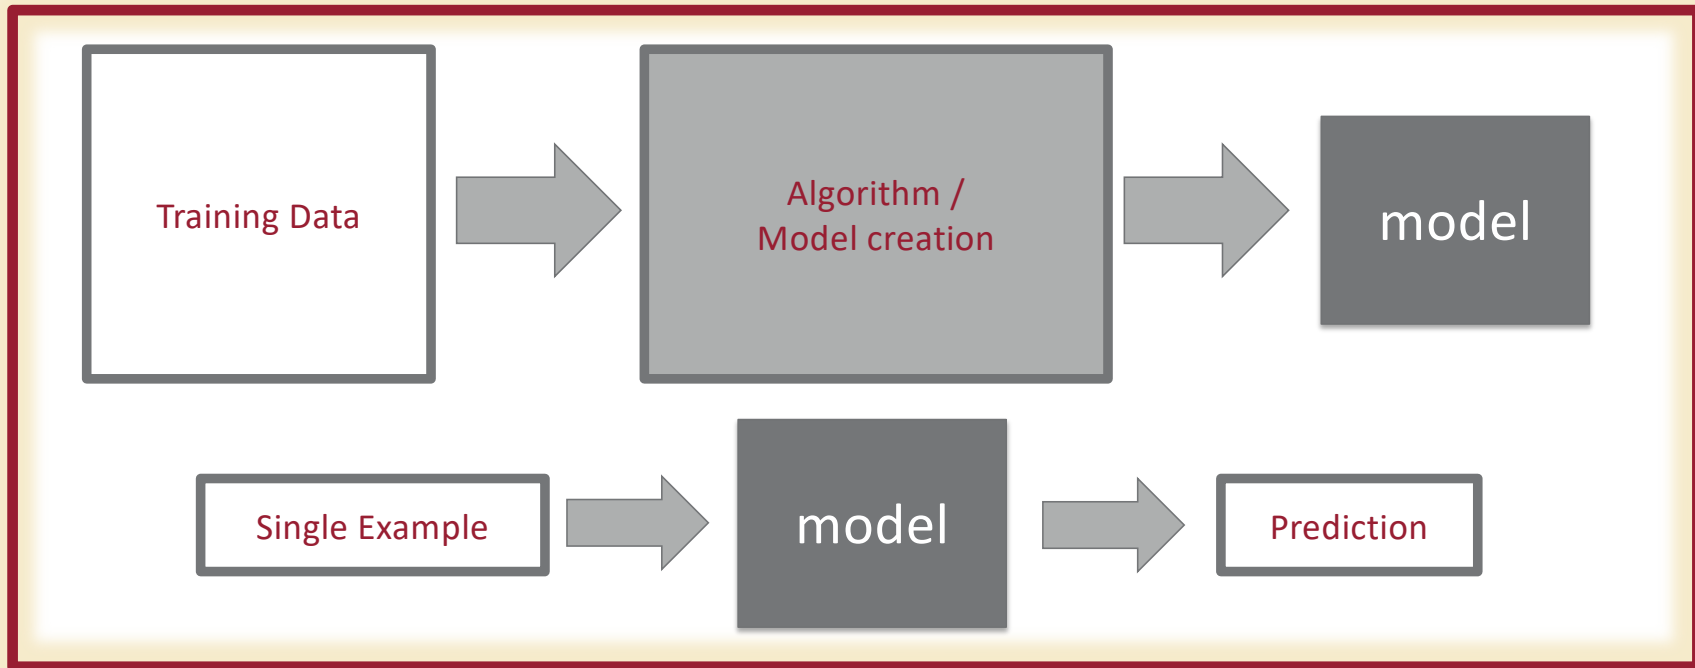 Training Data
Algorithm /
Model creation
model
Single Example
model
Prediction